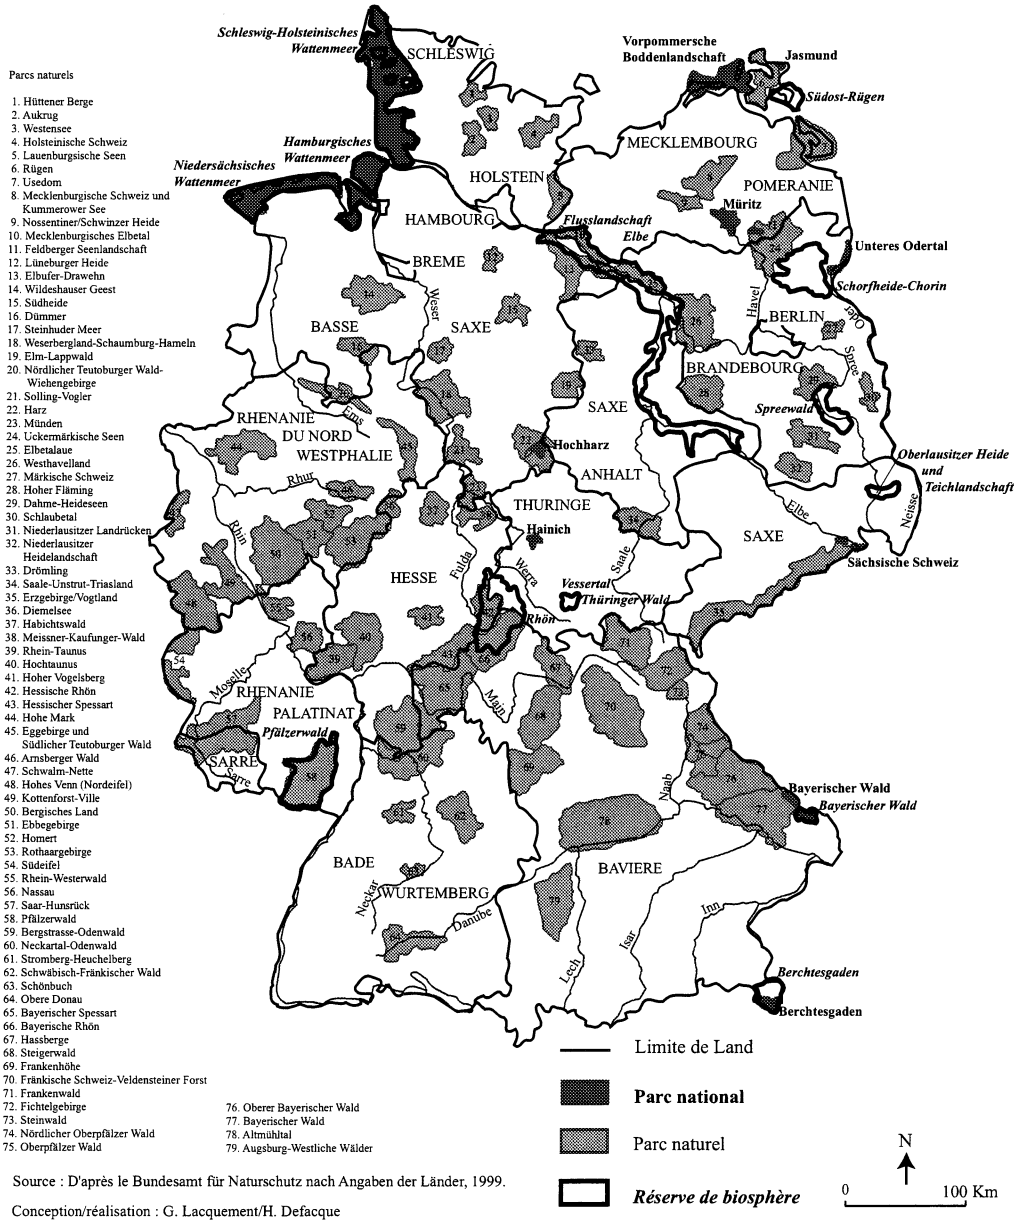 Schleswig-Holsteinisches
Wattenmeer
SCHLESWIG
Vorpommersche
Boddenlandschaft
Jasmund
Südost-Rügen
Hamburgisches
Wattenmeer
Niedersächsisches
Wattenmeer
MECKLEMBOURG
POMERANIE
HOLSTEIN
HAMBOURG
Müritz
Flusslandschaft
Elbe
Unteres Odertal
Schorfheide-Chorin
BREME
Weser
Havel
BERLIN
Oder
BASSE
SAXE
Spree
BRANDEBOURG
Spreewald
SAXE
ANHALT
RHENANIE
DU NORD
WESTPHALIE
Ems
Rhur
Rhin
Hochharz
Oberlausitzer Heide
und
Teichlandschaft
Elbe
Neisse
THURINGE
Hainich
SAXE
Sächsische Schweiz
Saale
HESSE
Fulda
Werra
Vessertal
Thüringer Wald
Rhön
Moselle
RHENANIE
PALATINAT
Pfälzerwald
SARRE
Sarre
Main
Naab
Bayerischer Wald
Bayerischer Wald
BADE
WURTEMBERG
Neckar
Danube
BAVIERE
Lech
Isar
Inn
Berchtesgaden
Berchtesgaden
Parcs naturels
1. Hüttener Berge
2. Aukrug
3. Westensee
4. Holsteinische Schweiz
5. Lauenburgsische Seen
6. Rügen
7. Usedom
8. Mecklenburgische Schweiz und
Kummerower See
9. Nossentiner/Schwinzer Heide
10. Mecklenburgisches Elbetal
11. Feldberger Seenlandschaft
12. Lüneburger Heide
13. Elbufer-Drawehn
14. Wildeshauser Geest
15. Südheide
16. Dümmer
17. Steinhuder Meer
18. Weserbergland-Schaumburg-Hameln
19. Elm-Lappwald
20. Nördlicher Teutoburger Wald-
Wiehengebirge
21. Solling-Vogler
22. Harz
23. Münden
24. Uckermärkische Seen
25. Elbetalaue
26. Westhavelland
27. Märkische Schweiz
28. Hoher Fläming
29. Dahme-Heideseen
30. Schlaubetal
31. Niederlausitzer Landrücken
32. Niederlausitzer
Heidelandschaft
33. Drömling
34. Saale-Unstrut-Triasland
35. Erzgebirge/Vogtland
36. Diemelsee
37. Habichtswald
38. Meissner-Kaufunger-Wald
39. Rhein-Taunus
40. Hochtaunus
41. Hoher Vogelsberg
42. Hessische Rhön
43. Hessischer Spessart
44. Hohe Mark
45. Eggebirge und
Südlicher Teutoburger Wald
46. Arnsberger Wald
47. Schwalm-Nette
48. Hohes Venn (Nordeifel)
49. Kottenforst-Ville
50. Bergisches Land
51. Ebbegebirge
52. Homert
53. Rothaargebirge
54. Südeifel
55. Rhein-Westerwald
56. Nassau
57. Saar-Hunsrück
58. Pfälzerwald
59. Bergstrasse-Odenwald
60. Neckartal-Odenwald
61. Stromberg-Heuchelberg
62. Schwäbisch-Fränkischer Wald
63. Schönbuch
64. Obere Donau
65. Bayerischer Spessart
66. Bayerische Rhön
67. Hassberge
68. Steigerwald
69. Frankenhöhe
70. Fränkische Schweiz-Veldensteiner Forst
71. Frankenwald
72. Fichtelgebirge
73. Steinwald
74. Nördlicher Oberpfälzer Wald
75. Oberpfälzer Wald
76. Oberer Bayerischer Wald
77. Bayerischer Wald
78. Altmühltal
79. Augsburg-Westliche Wälder
Limite de Land
Parc national
Parc naturel
Réserve de biosphère
N
0 100 Km
Source : D'après le Bundesamt für Naturschutz nach Angaben der Länder, 1999.
Conception/réalisation : G. Lacquement/H. Defacque